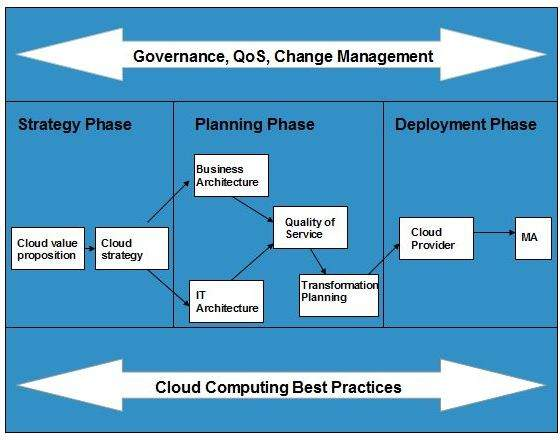 Governance, QoS, Change Management
Strategy Phase
Planning Phase
Deployment Phase
Cloud value
proposition
Cloud
strategy
Business
Architecture
IT
Architecture
Quality of
Service
Transformation
Planning
Cloud
Provider
MA
Cloud Computing Best Practices